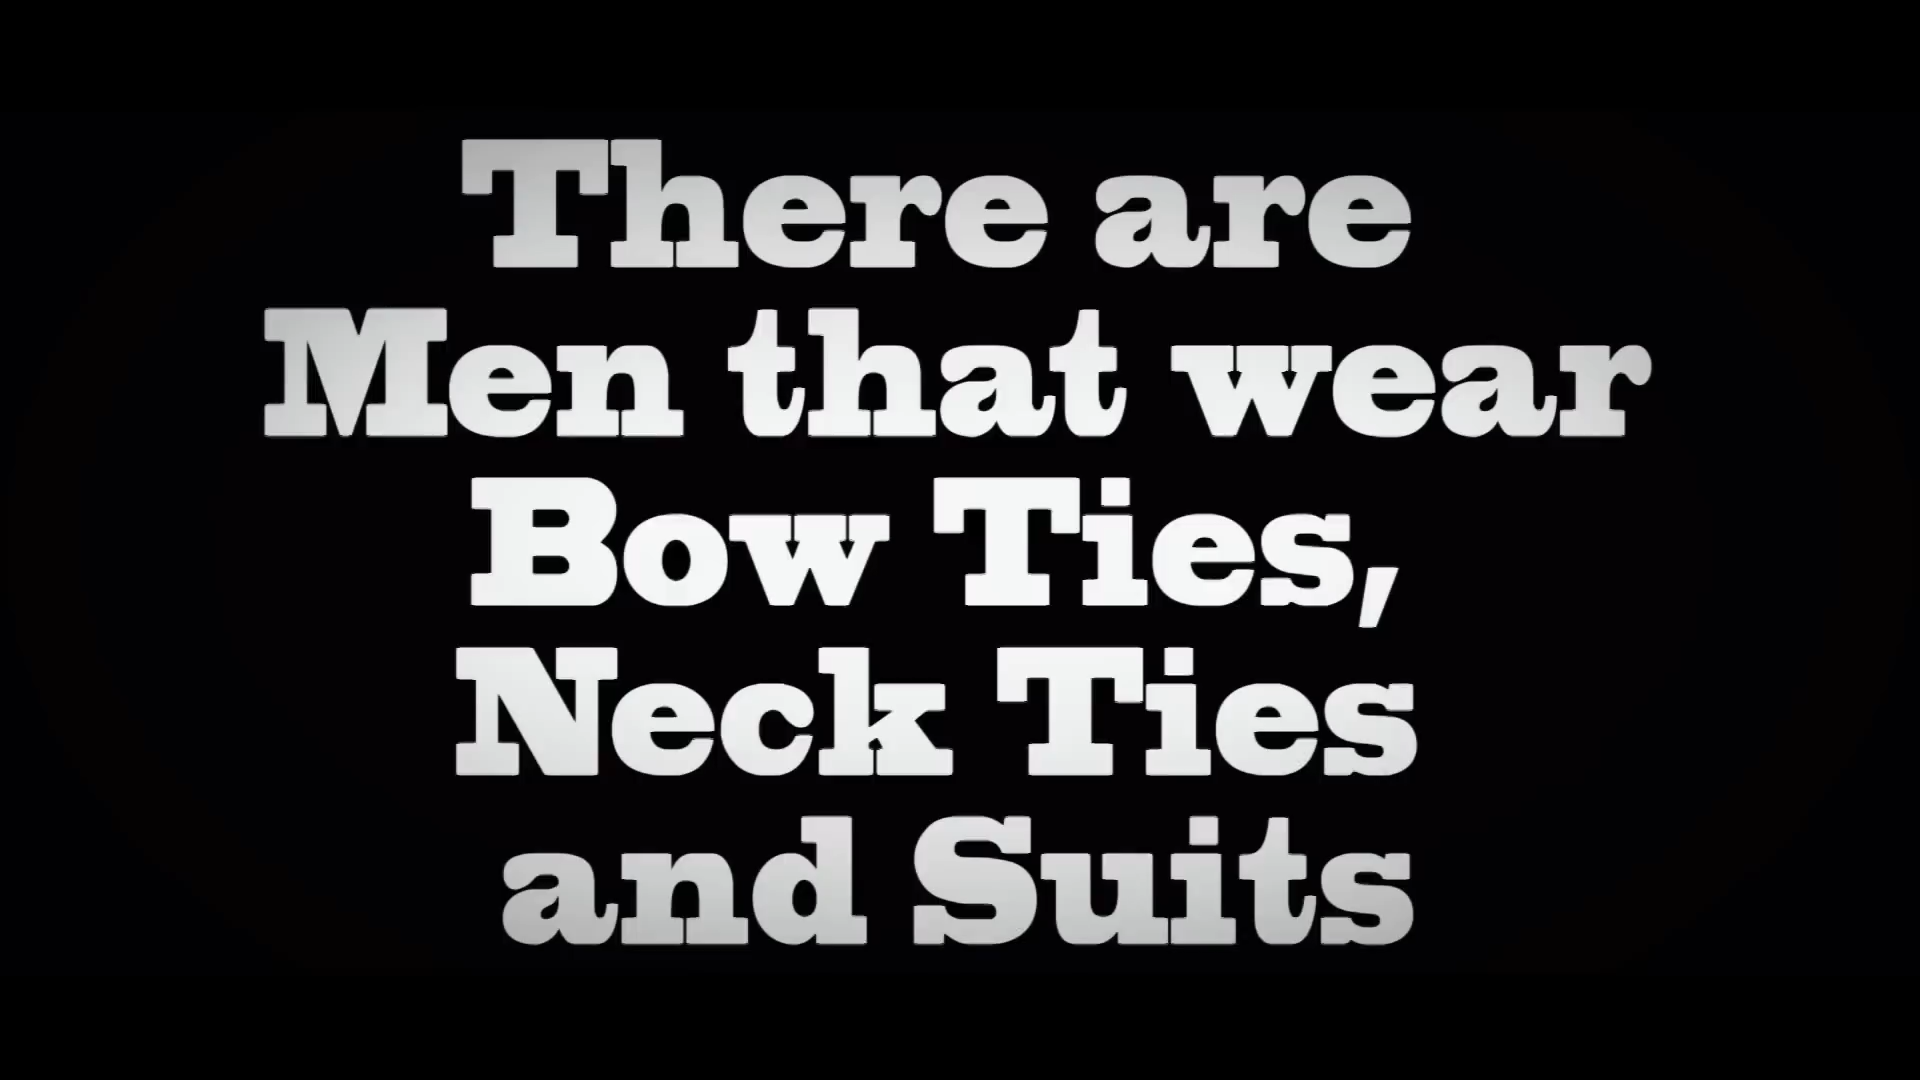 There are
Men that wear
Bow Ties,
Neck Ties
and Suits